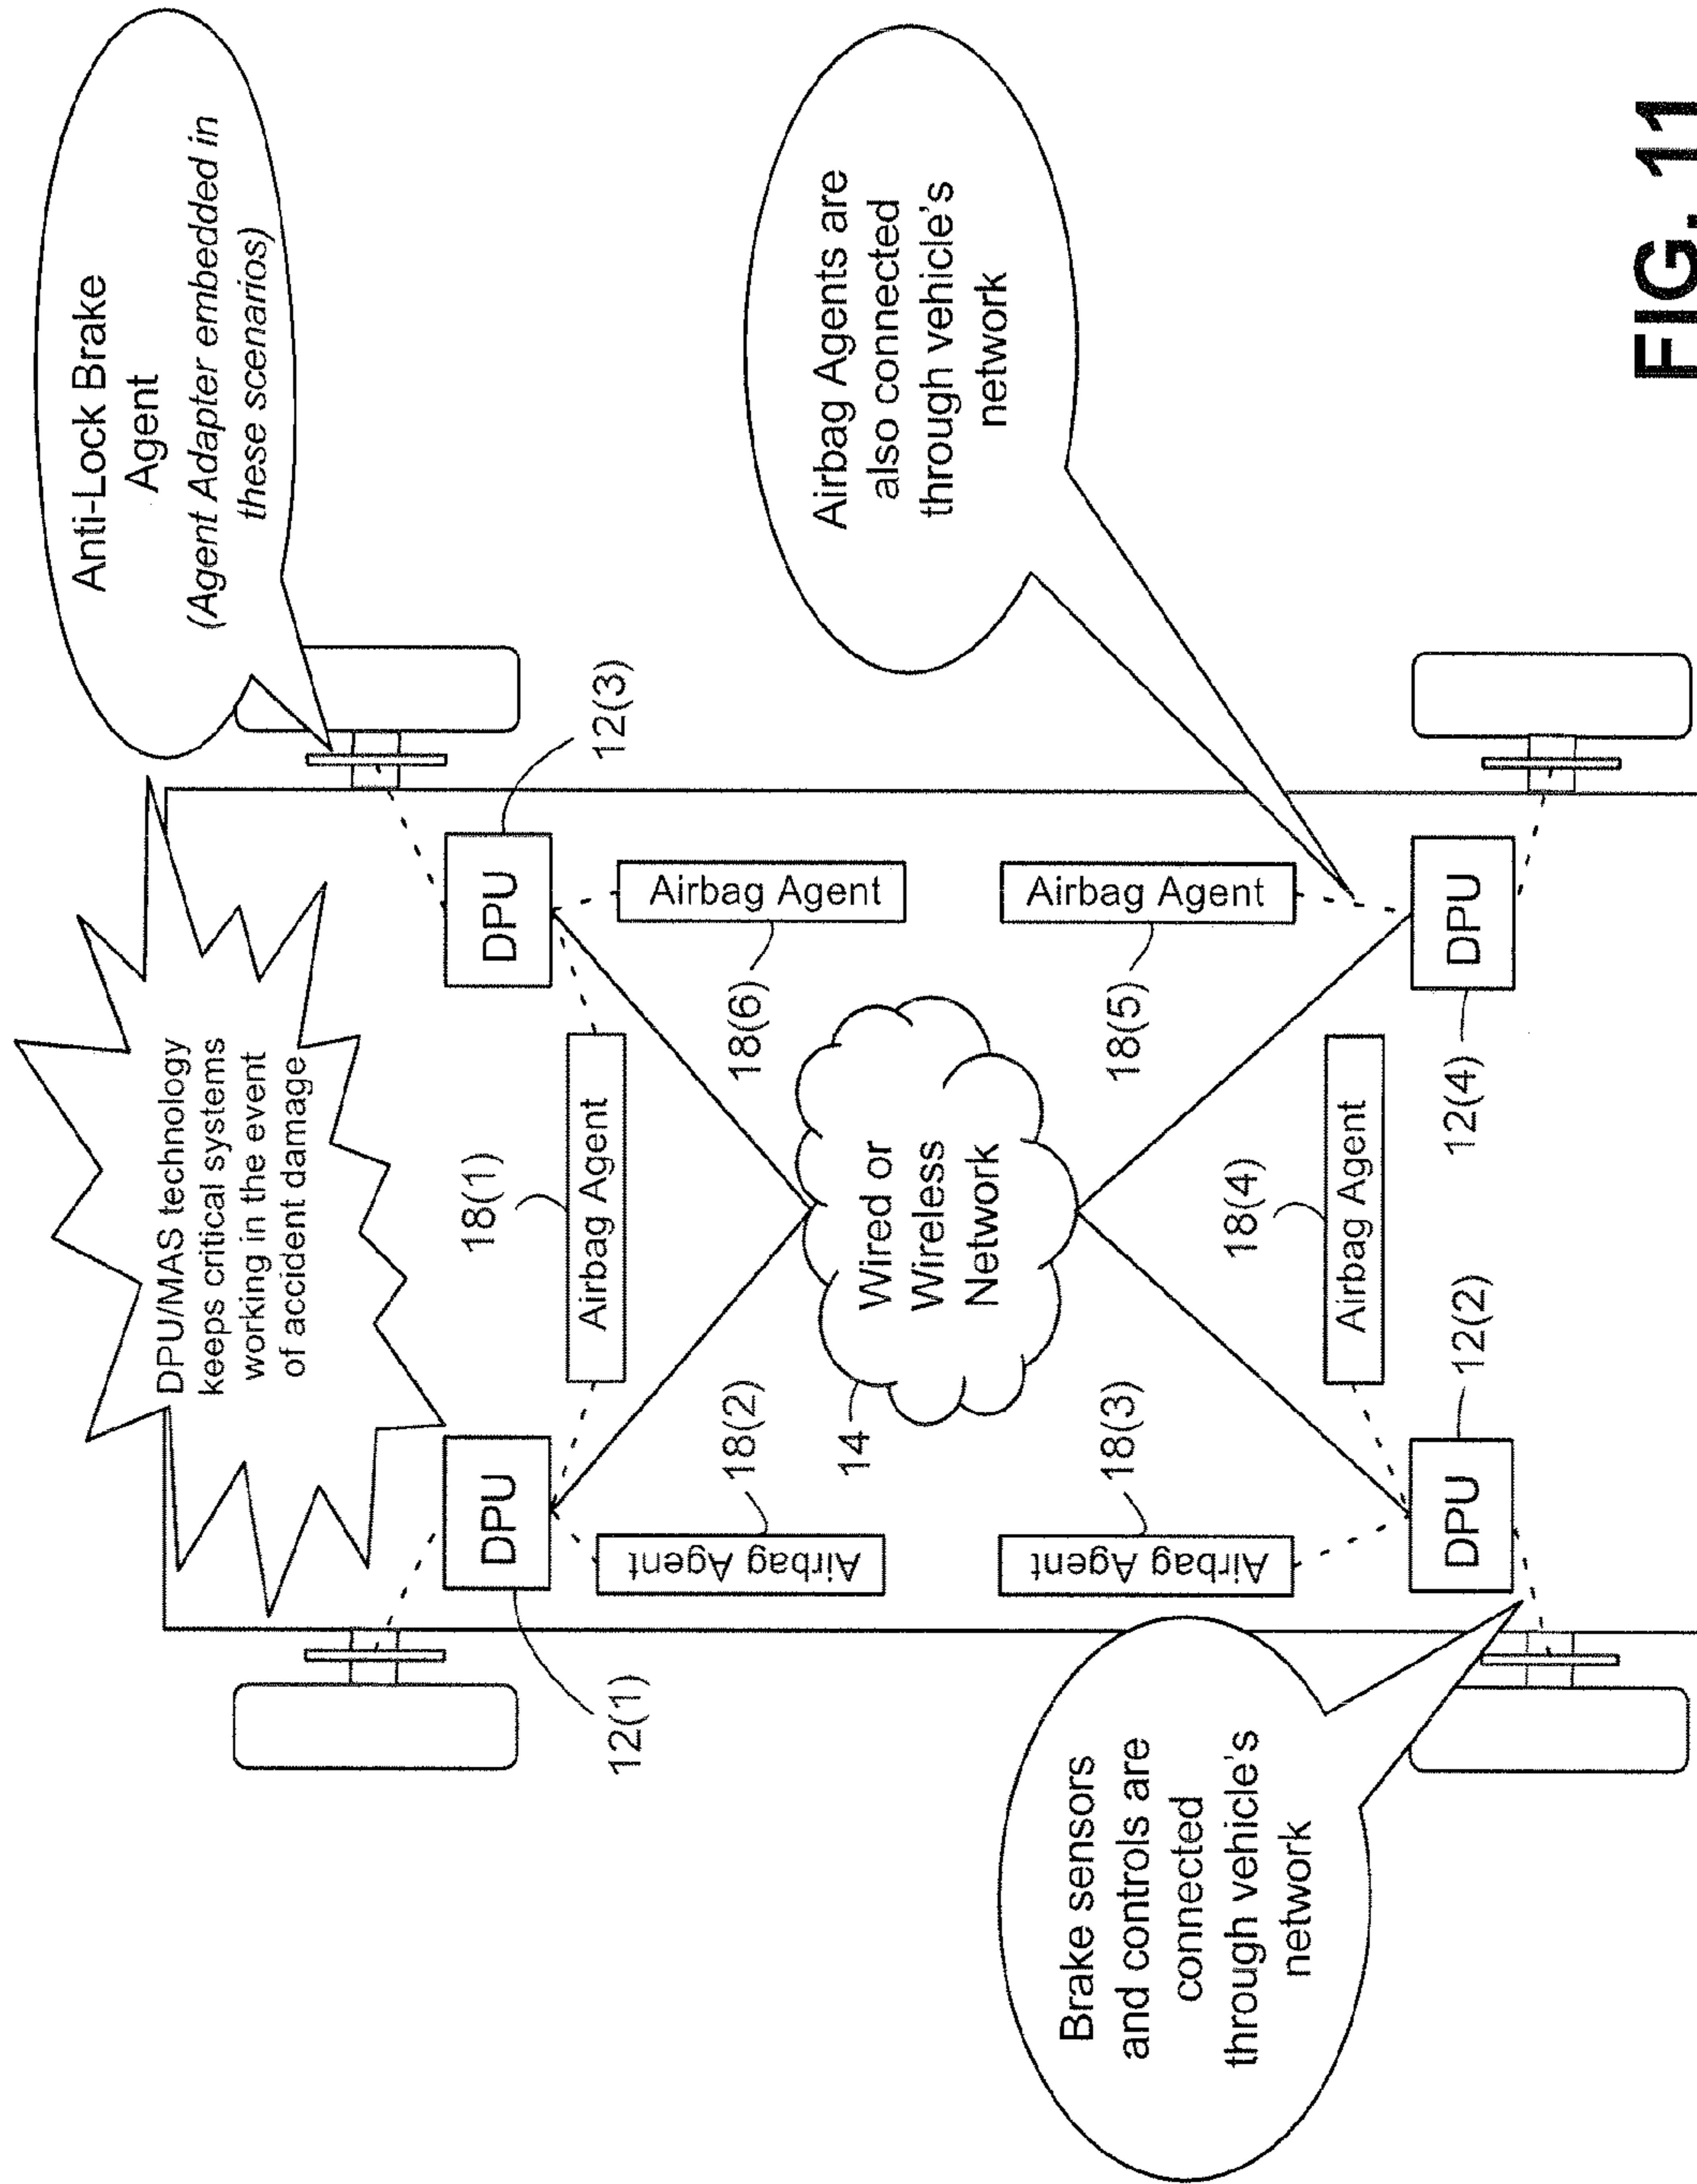 DPU/MAS technology
keeps critical systems
working in the event
of accident damage
Anti-Lock Brake
Agent
(Agent Adapter embedded in
these scenarios)
12(1)
DPU
18(1)
DPU
12(3)
Airbag Agent
Airbag Agent
18(2)
Airbag Agent
18(6)
14
Wired or
Wireless
Network
Airbag Agents are
also connected
through vehicle's
network
Airbag Agent
18(3)
18(4)
Airbag Agent
18(5)
Airbag Agent
Brake sensors
and controls are
connected
through vehicle's
network
DPU
12(2)
DPU
12(4)
FIG. 11